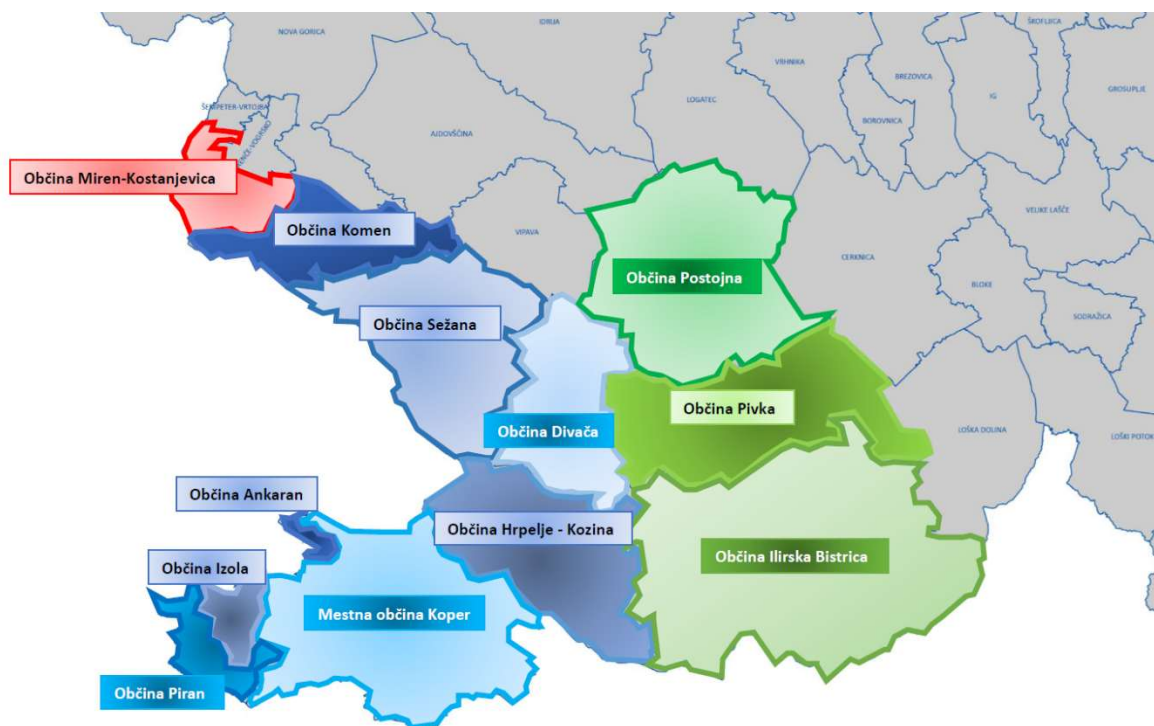 IDRIJA
ŠKOFLJICA
NOVA GORICA
VRHNIKA
BREZOVICA
GROSUPLJE
IG
LOGATEC
ŠEMPETER-VRTOJBA
BOROVNICA
AJDOVŠČINA
Občina Miren-Kostanjevica
VELIKE LAŠČE
Občina Komen
VIPAVA
CERKNICA
Občina Postojna
BLOKE
SODRAŽICA
Občina Sežana
Občina Pivka
Občina Divača
LOŠKA DOLINA
LOŠKI POTOK
Občina Ankaran
Občina Hrpelje - Kozina
Občina Ilirska Bistrica
Občina Izola
Mestna občina Koper
Občina Piran